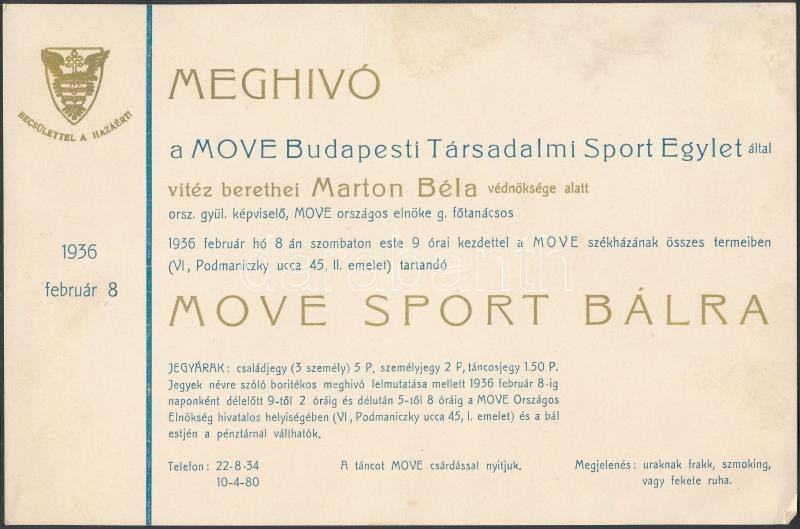 BECSÜLETTEL A HAZÁÉRT!
1936
február 8
MEGHIVÓ
a MOVE Budapesti Társadalmi Sport Egylet által
vitéz berethei Marton Béla védnöksége alatt
orsz. gyül. képviselő, MOVE országos elnöke g. főtanácsos
1936 február hó 8 án szombaton este 9 órai kezdettel a MOVE székházának összes termeiben
(VI, Podmaniczky ucca 45, II. emelet) tartandó
MOVE SPORT BÁLRA
JEGYÁRAK: családjegy (3 személy) 5 P, személyjegy 2 P, táncosjegy 1.50 P.
Jegyek névre szóló boritékos meghivó felmutatása mellett 1936 február 8-ig
naponként délelőtt 9-től 2 óráig és délután 5-től 8 óráig a MOVE Országos
Elnökség hivatalos helyiségében (VI., Podmaniczky ucca 45, I. emelet) és a bál
estjén a pénztárnál válthatók.
Telefon: 22-8-34
10-4-80
A táncot MOVE csárdással nyitjuk.
Megjelenés: uraknak frakk, szmoking,
vagy fekete ruha.
darabanth